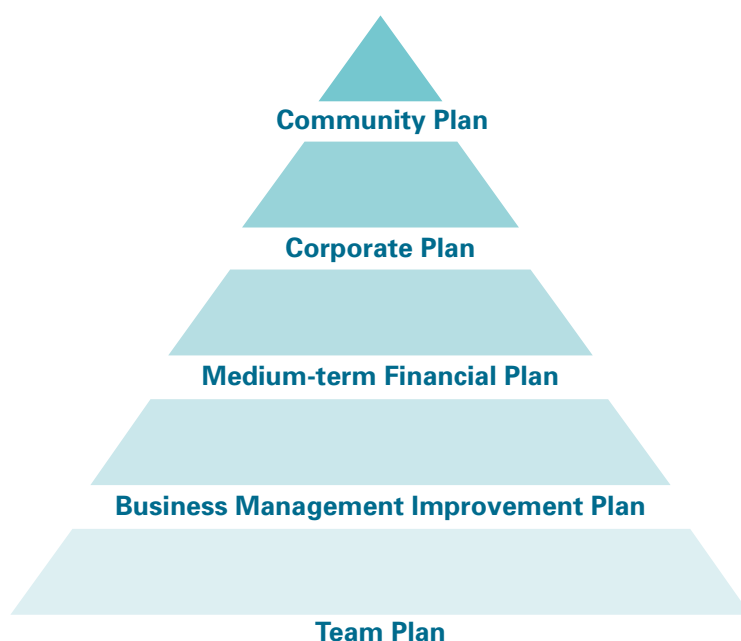 Community Plan
Corporate Plan
Medium-term Financial Plan
Business Management Improvement Plan
Team Plan